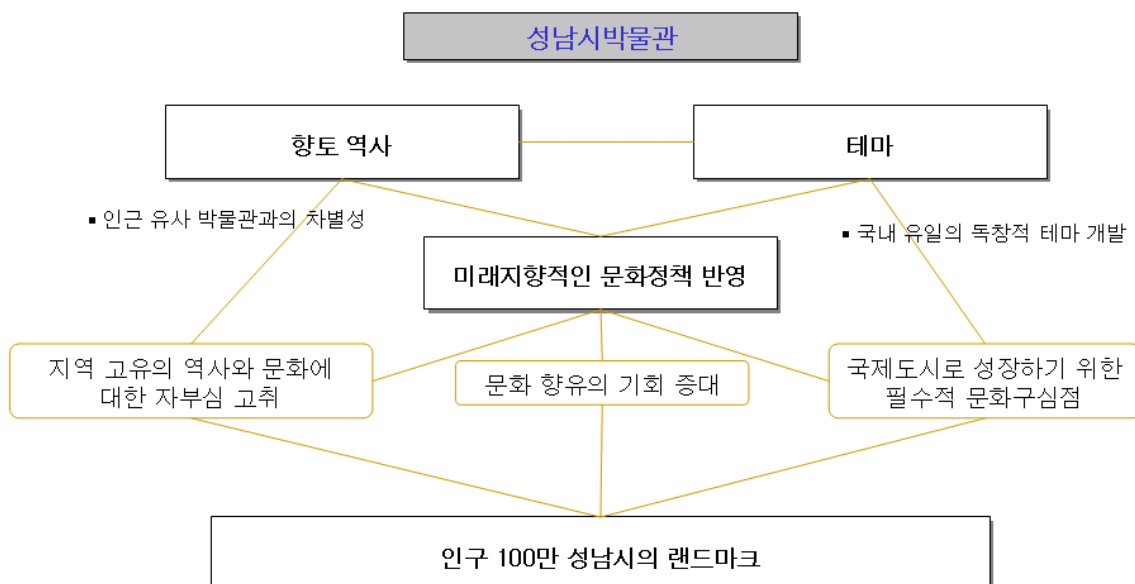 성남시박물관
향토 역사
테마
▪ 인근 유사 박물관과의 차별성
▪ 국내 유일의 독창적 테마 개발
미래지향적인 문화정책 반영
지역 고유의 역사와 문화에
대한 자부심 고취
문화 향유의 기회 증대
국제도시로 성장하기 위한
필수적 문화구심점
인구 100만 성남시의 랜드마크